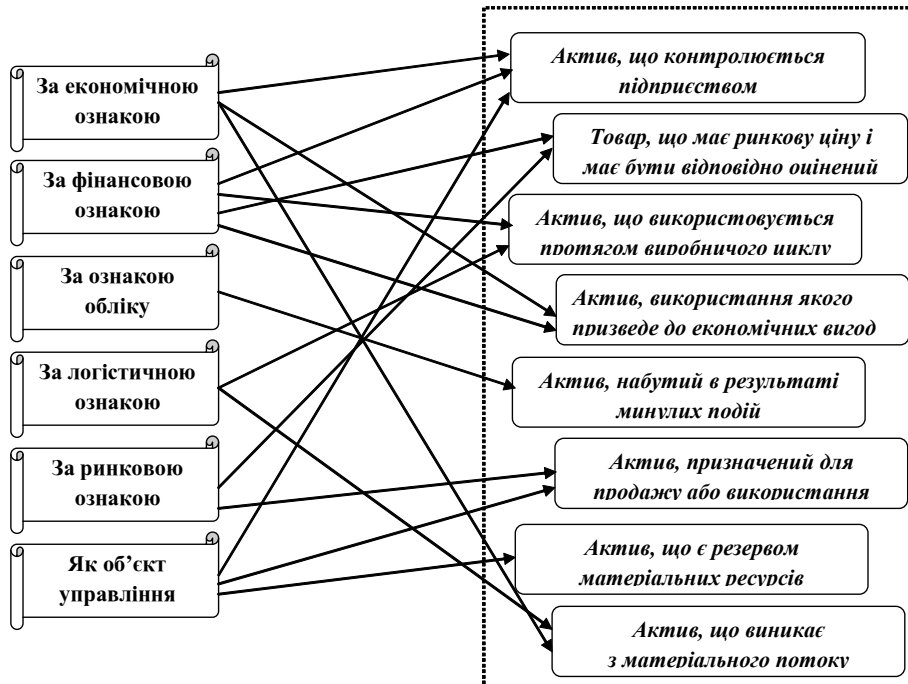 За економічною
ознакою
За фінансовою
ознакою
За ознакою
обліку
За логістичною
ознакою
За ринковою
ознакою
Як об’єкт
управління
Актив, що контролюється
підприєством
Товар, що має ринкову ціну і
має бути відповідно оцінений
Актив, що використовується
протягом виробничого циклу
Актив, використання якого
призведе до економічних вигод
Актив, набутий в результаті
минулих подій
Актив, призначений для
продажу або використання
Актив, що є резервом
матеріальних ресурсів
Актив, що виникає
з матеріального потоку